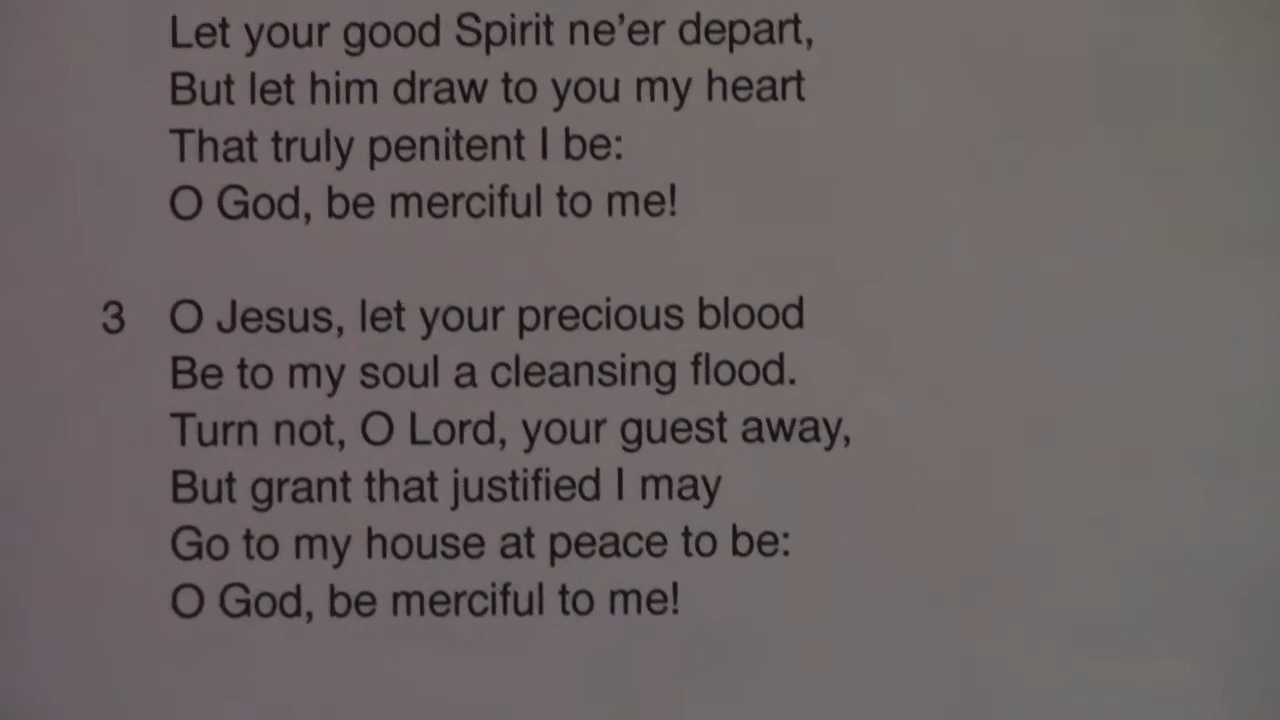 Let your good Spirit ne'er depart,
But let him draw to you my heart
That truly penitent I be:
O God, be merciful to me!
3 O Jesus, let your precious blood
Be to my soul a cleansing flood.
Turn not, O Lord, your guest away,
But grant that justified I may
Go to my house at peace to be:
O God, be merciful to me!